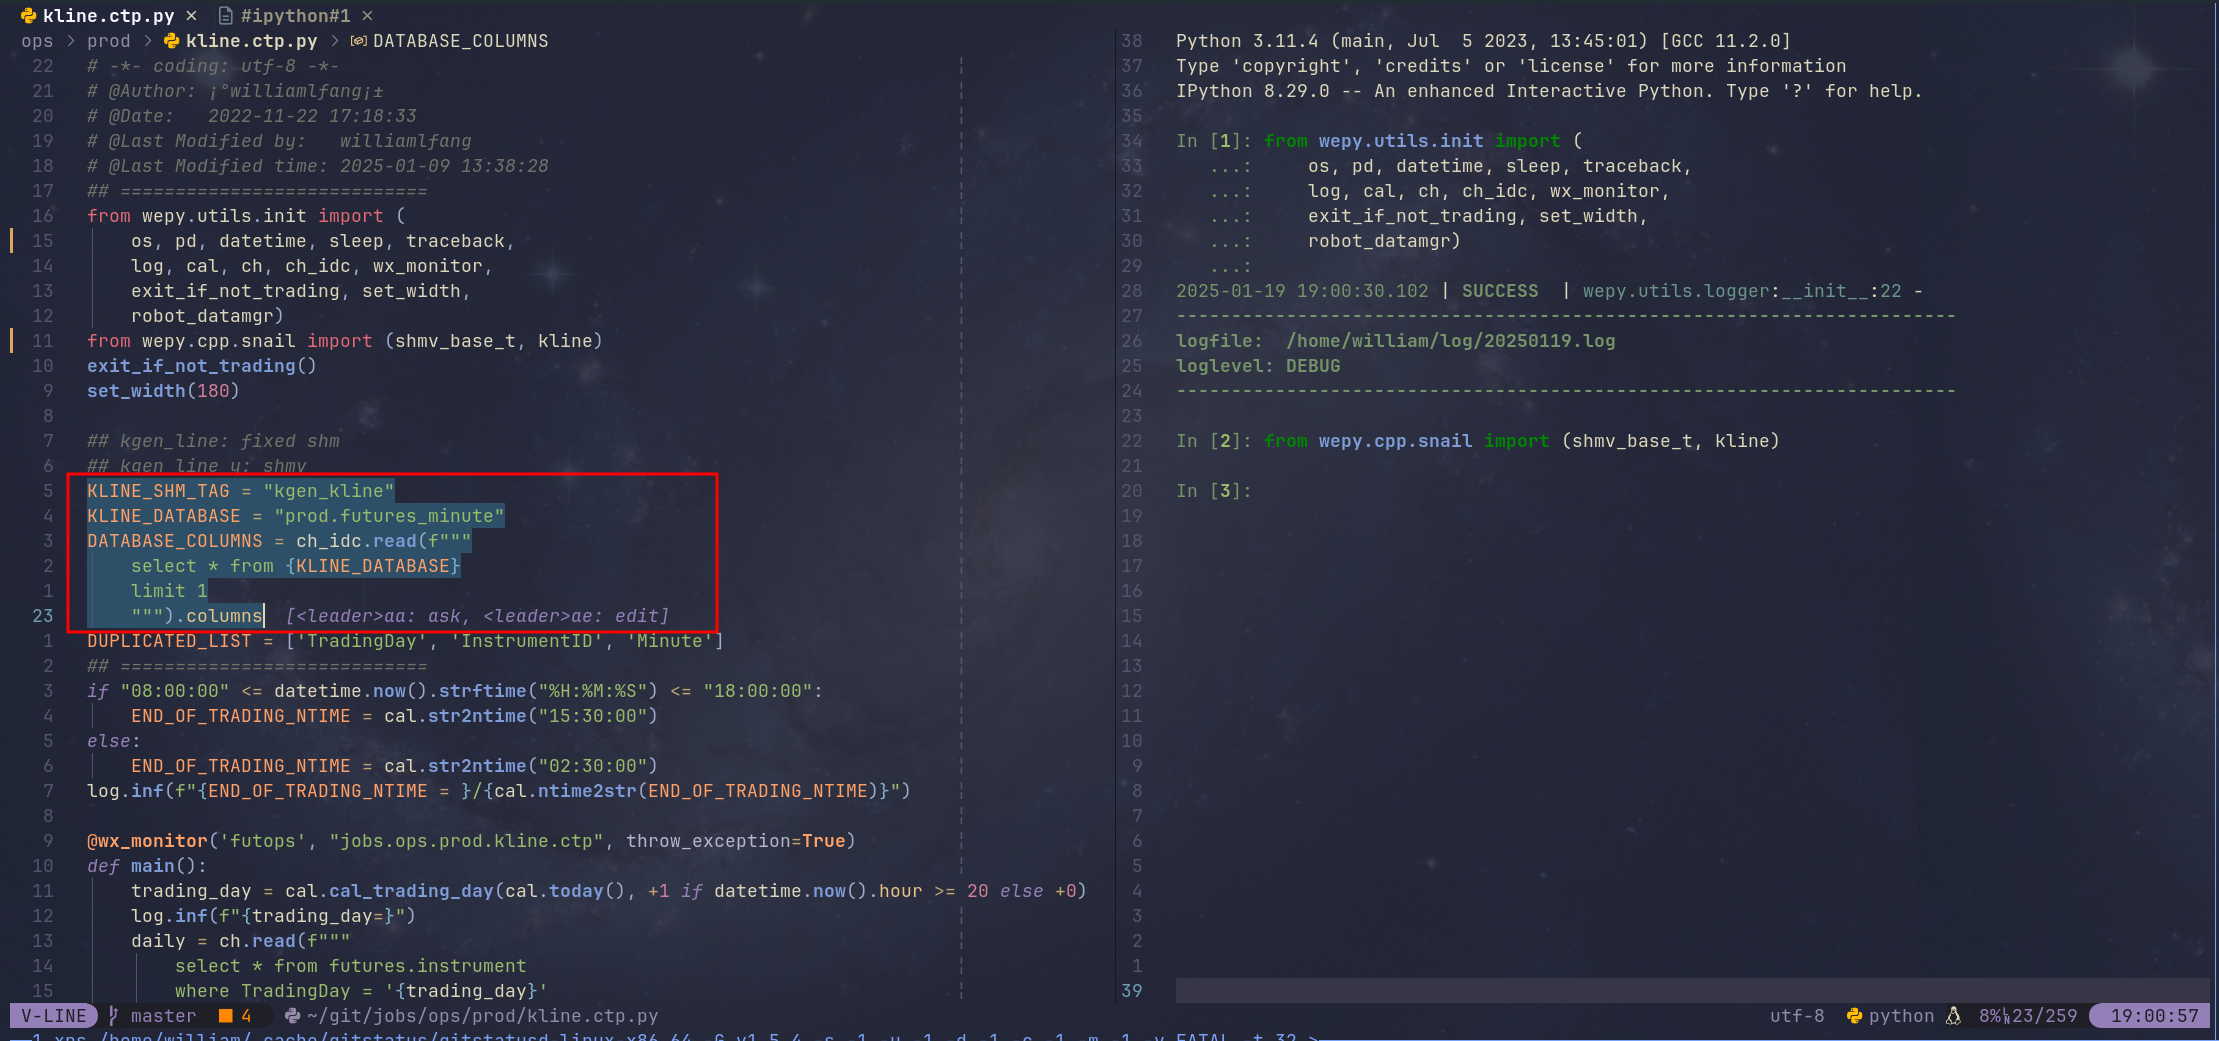 kline.ctp.py × #ipython#1 ×
ops > prod > kline.ctp.py > DATABASE_COLUMNS
22 # -*- coding: utf-8 -*-
21 # @Author: ¡°williamlfang¡±
20 # @Date:   2022-11-22 17:18:33
19 # @Last Modified by:   williamlfang
18 # @Last Modified time: 2025-01-09 13:38:28
17 ## ============================
16 from wepy.utils.init import (
15     os, pd, datetime, sleep, traceback,
14     log, cal, ch, ch_idc, wx_monitor,
13     exit_if_not_trading, set_width,
12     robot_datamgr)
11 from wepy.cpp.snail import (shmv_base_t, kline)
10 exit_if_not_trading()
9 set_width(180)
8
7 ## kgen_line: fixed shm
6 ## kgen_line_u: shmv
5 KLINE_SHM_TAG = "kgen_kline"
4 KLINE_DATABASE = "prod.futures_minute"
3 DATABASE_COLUMNS = ch_idc.read(f"""
2     select * from {KLINE_DATABASE}
1     limit 1
23     """).columns  [<leader>aa: ask, <leader>ae: edit]
1 DUPLICATED_LIST = ['TradingDay', 'InstrumentID', 'Minute']
2 ## ============================
3 if "08:00:00" <= datetime.now().strftime("%H:%M:%S") <= "18:00:00":
4     END_OF_TRADING_NTIME = cal.str2ntime("15:30:00")
5 else:
6     END_OF_TRADING_NTIME = cal.str2ntime("02:30:00")
7 log.inf(f"{END_OF_TRADING_NTIME = }/{cal.ntime2str(END_OF_TRADING_NTIME)}")
8
9 @wx_monitor('futops', "jobs.ops.prod.kline.ctp", throw_exception=True)
10 def main():
11     trading_day = cal.cal_trading_day(cal.today(), +1 if datetime.now().hour >= 20 else +0)
12     log.inf(f"{trading_day=}")
13     daily = ch.read(f"""
14         select * from futures.instrument
15         where TradingDay = '{trading_day}'
38 Python 3.11.4 (main, Jul  5 2023, 13:45:01) [GCC 11.2.0]
37 Type 'copyright', 'credits' or 'license' for more information
36 IPython 8.29.0 -- An enhanced Interactive Python. Type '?' for help.
35
34 In [1]: from wepy.utils.init import (
33    ...:     os, pd, datetime, sleep, traceback,
32    ...:     log, cal, ch, ch_idc, wx_monitor,
31    ...:     exit_if_not_trading, set_width,
30    ...:     robot_datamgr)
29    ...:
28 2025-01-19 19:00:30.102 | SUCCESS  | wepy.utils.logger:__init__:22 -
27 -----------------------------------------------------------------------
26 logfile:  /home/william/log/20250119.log
25 loglevel: DEBUG
24 -----------------------------------------------------------------------
23
22 In [2]: from wepy.cpp.snail import (shmv_base_t, kline)
21
20 In [3]:
19
18
17
16
15
14
13
12
11
10
9
8
7
6
5
4
3
2
1
39
V-LINE master 4 ~/git/jobs/ops/prod/kline.ctp.py utf-8 python 8% 23/259 19:00:57